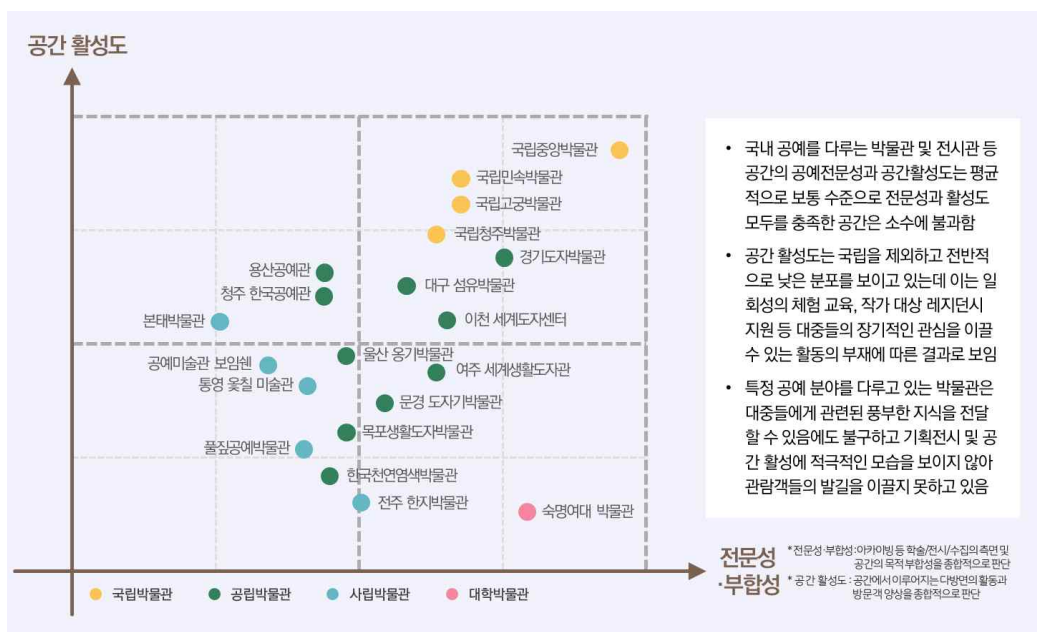 공간 활성도
국립중앙박물관
국립민속박물관
국립고궁박물관
국립청주박물관
경기도자박물관
용산공예관
대구 섬유박물관
청주 한국공예관
본태박물관
이천 세계도자센터
울산 옹기박물관
공예미술관 보임쉔
여주 세계생활도자관
통영 옻칠 미술관
문경 도자기박물관
목포생활도자박물관
풀짚공예박물관
한국천연염색박물관
전주 한지박물관
숙명여대 박물관
• 국내 공예를 다루는 박물관 및 전시관 등
공간의 공예전문성과 공간활성도는 평균
적으로 보통 수준으로 전문성과 활성도
모두를 충족한 공간은 소수에 불과함
• 공간 활성도는 국립을 제외하고 전반적
으로 낮은 분포를 보이고 있는데 이는 일
회성의 체험 교육, 작가 대상 레지던시
지원 등 대중들의 장기적인 관심을 이끌
수 있는 활동의 부재에 따른 결과로 보임
• 특정 공예 분야를 다루고 있는 박물관은
대중들에게 관련된 풍부한 지식을 전달
할 수 있음에도 불구하고 기획전시 및 공
간 활성에 적극적인 모습을 보이지 않아
관람객들의 발길을 이끌지 못하고 있음
전문성
·부합성
*전문성·부합성:아카이빙 등 학술/전시/수집의 측면 및
공간의 목적 부합성을 종합적으로 판단
*공간 활성도 : 공간에서 이루어지는 다방면의 활동과
방문객 양상을 종합적으로 판단
국립박물관
공립박물관
사립박물관
대학박물관